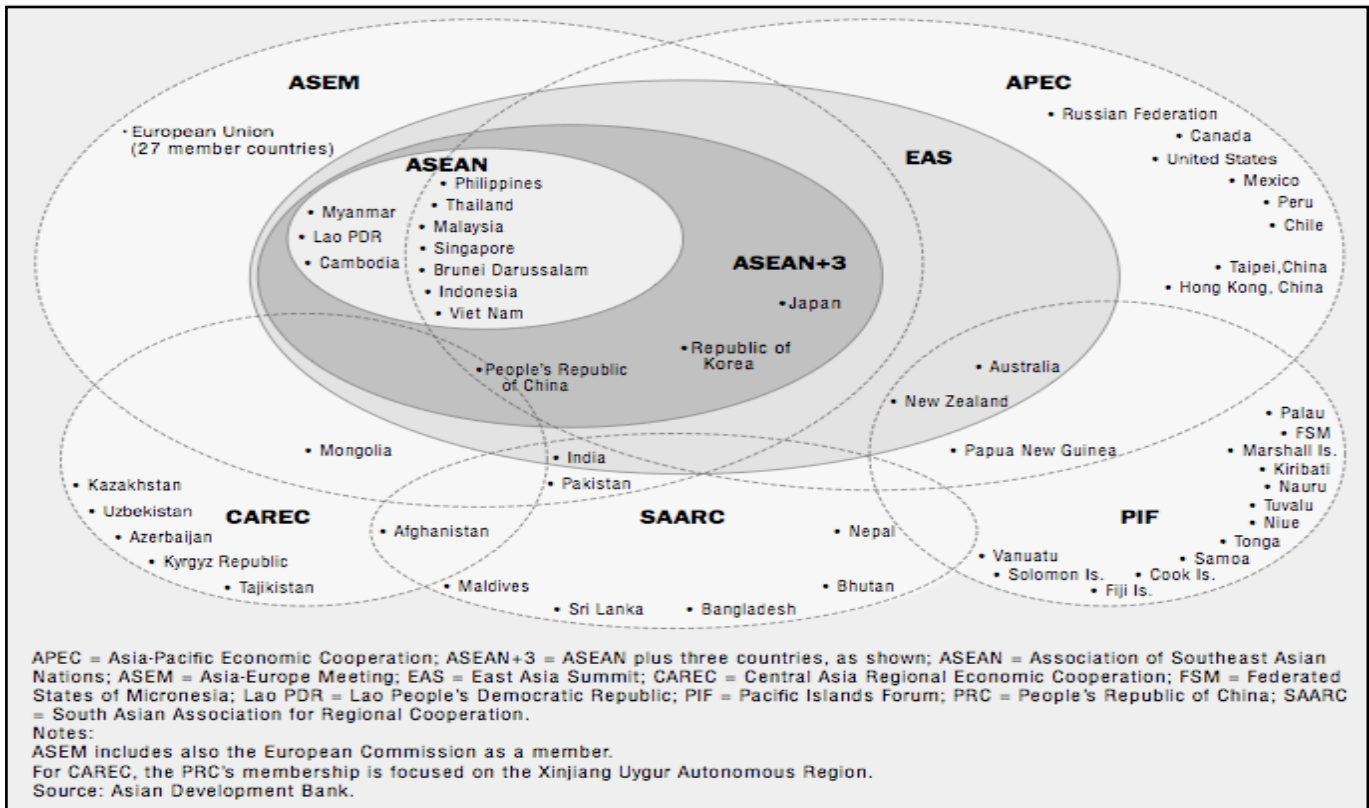 ASEM
APEC
• European Union
(27 member countries)
• Russian Federation
• Canada
• United States
• Mexico
• Peru
• Chile
• Taipei,China
• Hong Kong, China
EAS
ASEAN
• Philippines
• Thailand
• Myanmar
• Malaysia
• Lao PDR
• Singapore
• Cambodia
• Brunei Darussalam
• Indonesia
• Viet Nam
ASEAN+3
• Japan
• Republic of
Korea
• People's Republic
of China
• Australia
• New Zealand
• Papua New Guinea
• Mongolia
• India
• Pakistan
• Kazakhstan
• Uzbekistan
CAREC
• Azerbaijan
• Kyrgyz Republic
• Tajikistan
• Afghanistan
SAARC
• Nepal
• Maldives
• Bhutan
• Sri Lanka
• Bangladesh
• Palau
• FSM
• Marshall Is.
• Kiribati
• Nauru
• Tuvalu
• Niue
PIF
• Tonga
• Samoa
• Vanuatu
• Solomon Is.
• Cook Is.
• Fiji Is.
APEC = Asia-Pacific Economic Cooperation; ASEAN+3 = ASEAN plus three countries, as shown; ASEAN = Association of Southeast Asian
Nations; ASEM = Asia-Europe Meeting; EAS = East Asia Summit; CAREC = Central Asia Regional Economic Cooperation; FSM = Federated
States of Micronesia; Lao PDR = Lao People's Democratic Republic; PIF = Pacific Islands Forum; PRC = People's Republic of China; SAARC
= South Asian Association for Regional Cooperation.
Notes:
ASEM includes also the European Commission as a member.
For CAREC, the PRC's membership is focused on the Xinjiang Uygur Autonomous Region.
Source: Asian Development Bank.